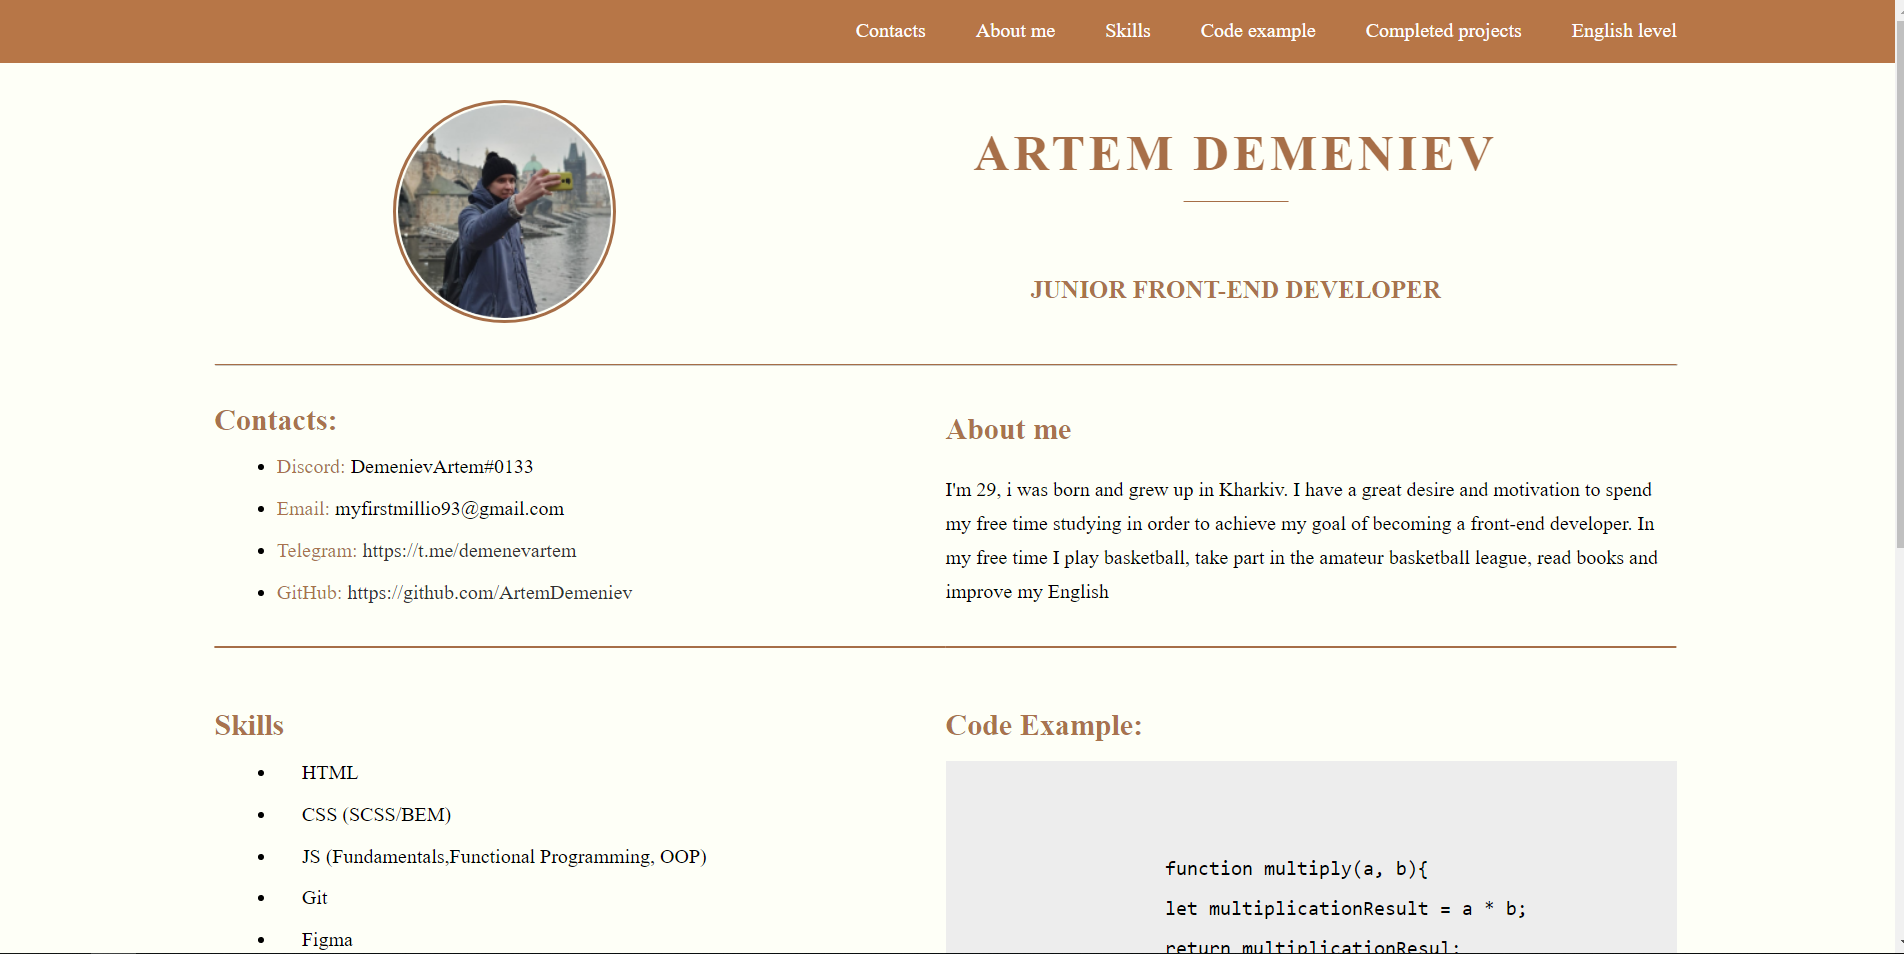 Contacts About me Skills Code example Completed projects English level
ARTEM DEMENIEV
JUNIOR FRONT-END DEVELOPER
Contacts:
Discord: DemenievArtem#0133
Email: myfirstmillio93@gmail.com
Telegram: https://t.me/demenevartem
GitHub: https://github.com/ArtemDemeniev
About me
I'm 29, i was born and grew up in Kharkiv. I have a great desire and motivation to spend
my free time studying in order to achieve my goal of becoming a front-end developer. In
my free time I play basketball, take part in the amateur basketball league, read books and
improve my English
Skills
HTML
CSS (SCSS/BEM)
JS (Fundamentals,Functional Programming, OOP)
Git
Figma
Code Example:
function multiply(a, b){
let multiplicationResult = a * b;
return multiplicationResul;